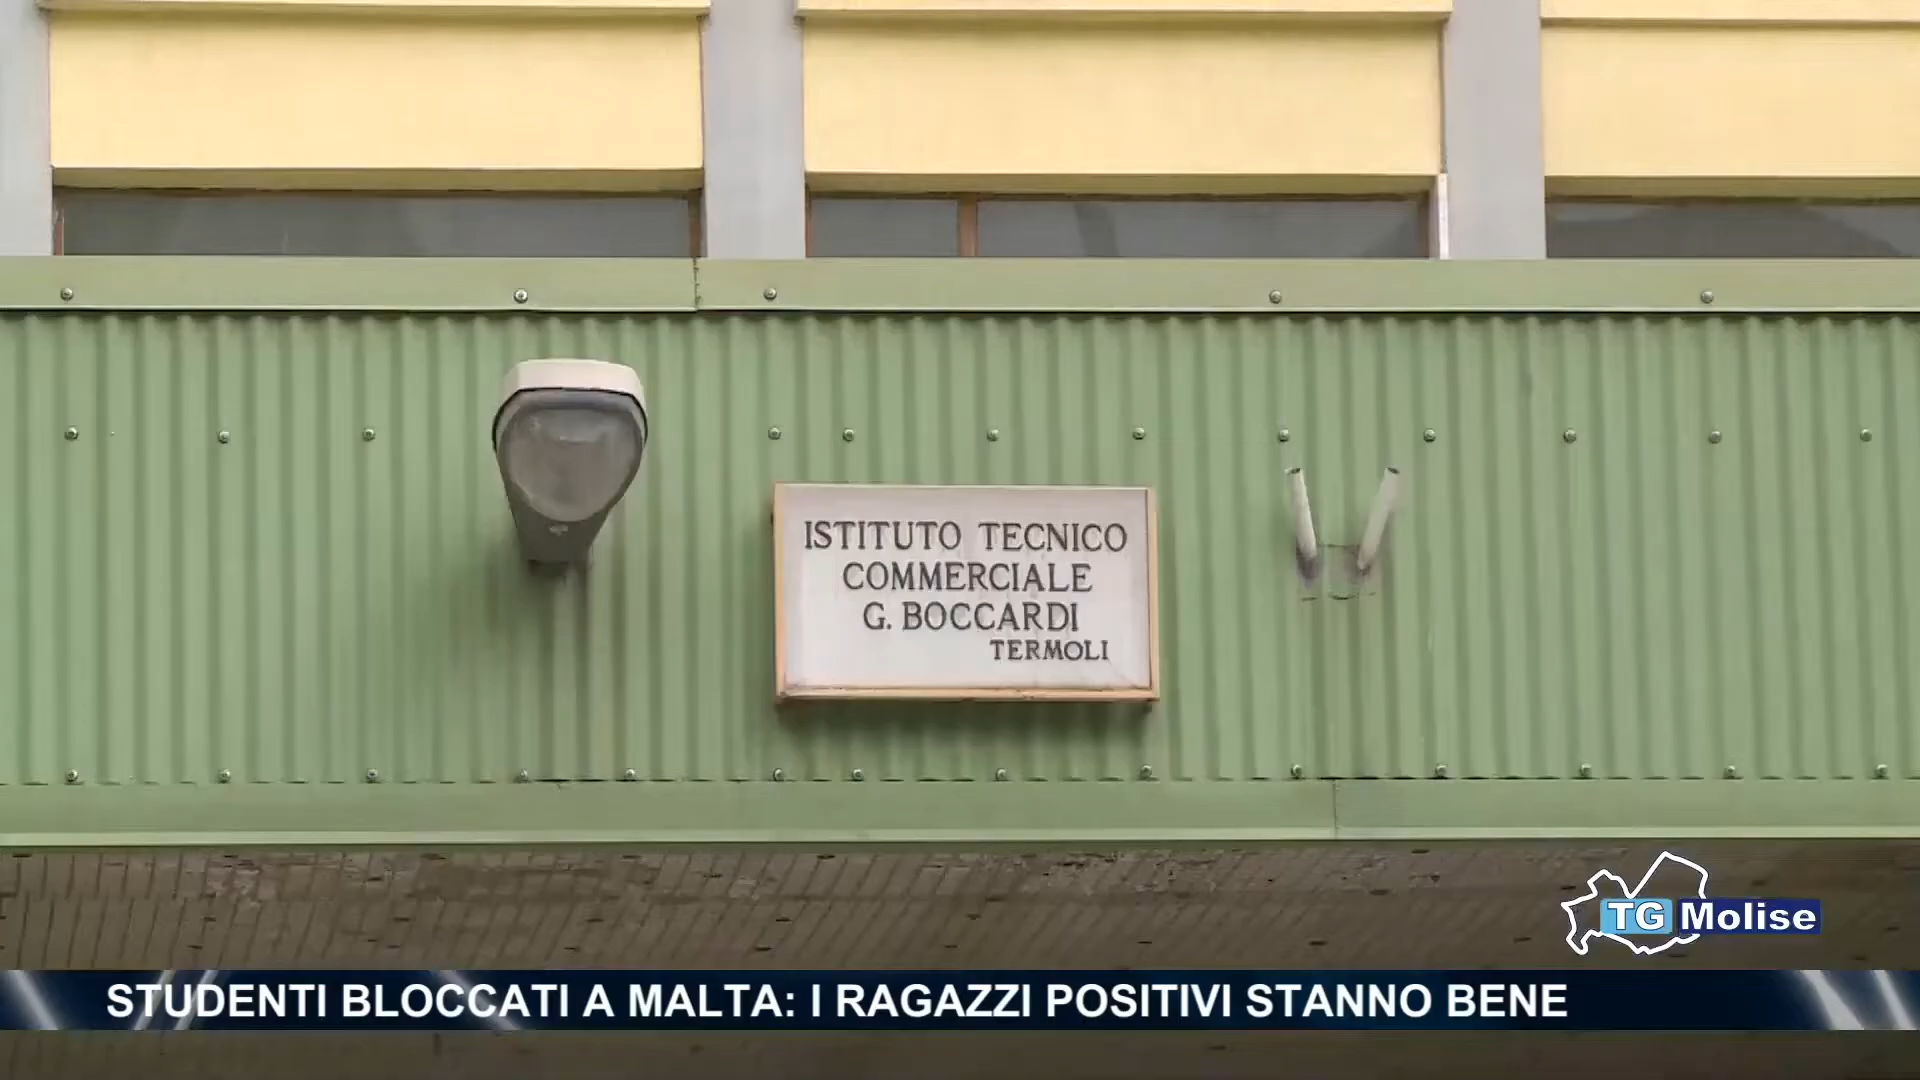 ISTITUTO TECNICO
COMMERCIALE
G. BOCCARDI
TERMOLI
TG Molise
STUDENTI BLOCCATI A MALTA: I RAGAZZI POSITIVI STANNO BENE